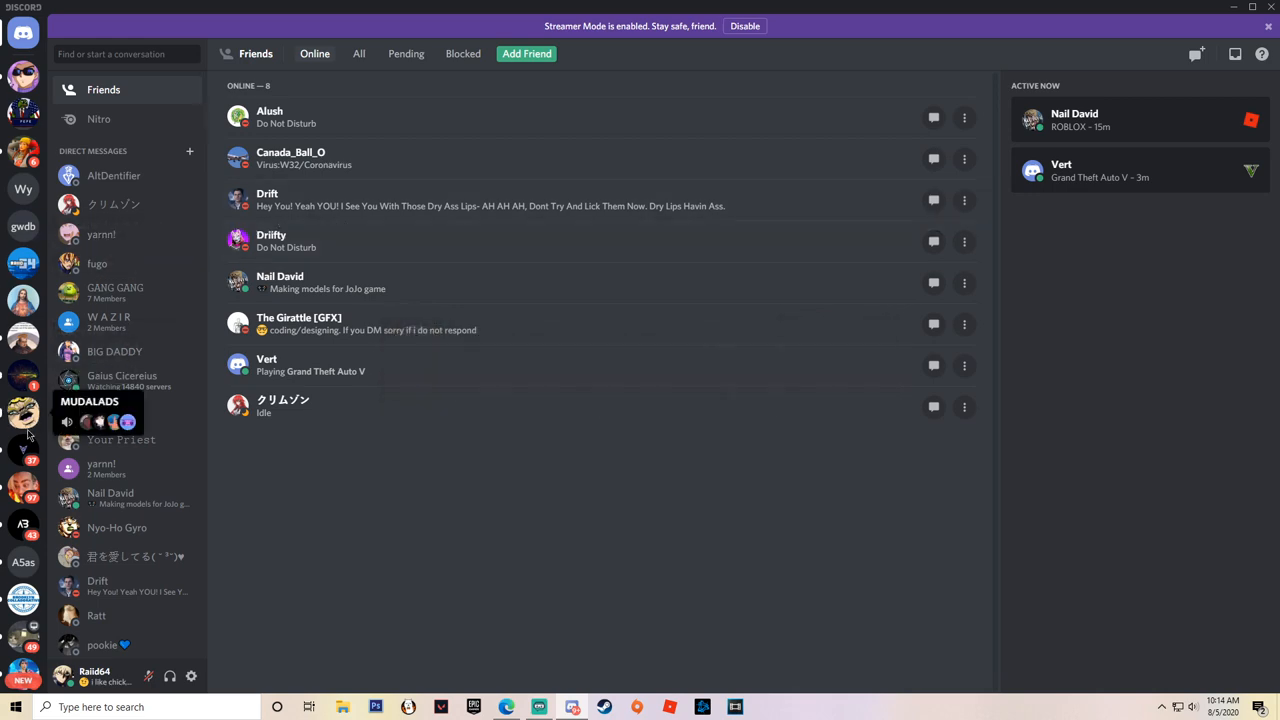 DISCORD
Streamer Mode is enabled. Stay safe, friend.
Disable
Find or start a conversation
Friends
Online
All
Pending
Blocked
Add Friend
6
Wy
gwdb
1
37
97
AB
43
A5as
49
NEW
Friends
Nitro
DIRECT MESSAGES
AltDentifier
クリムゾン
yarnn!
fugo
GANG GANG
7 Members
W A Z I R
2 Members
BIG DADDY
Gaius Cicereius
Watching 14840 servers
MUDALADS
Your Priest
yarnn!
2 Members
Nail David
Making models for JoJo g...
Nyo-Ho Gyro
君を愛してる( ˘ ³˘)♥
Drift
Hey You! Yeah YOU! I See Y...
Ratt
pookie 💙
Raiid64
i like chick...
ONLINE — 8
Alush
Do Not Disturb
Canada_Ball_O
Virus:W32/Coronavirus
Drift
Hey You! Yeah YOU! I See You With Those Dry Ass Lips- AH AH AH, Dont Try And Lick Them Now. Dry Lips Havin Ass.
Driifty
Do Not Disturb
Nail David
Making models for JoJo game
The Girattle [GFX]
🤓 coding/designing. If you DM sorry if i do not respond
Vert
Playing Grand Theft Auto V
クリムゾン
Idle
ACTIVE NOW
Nail David
ROBLOX – 15m
Vert
Grand Theft Auto V – 3m
Type here to search
EPIC
10:14 AM
8/5/2020
2